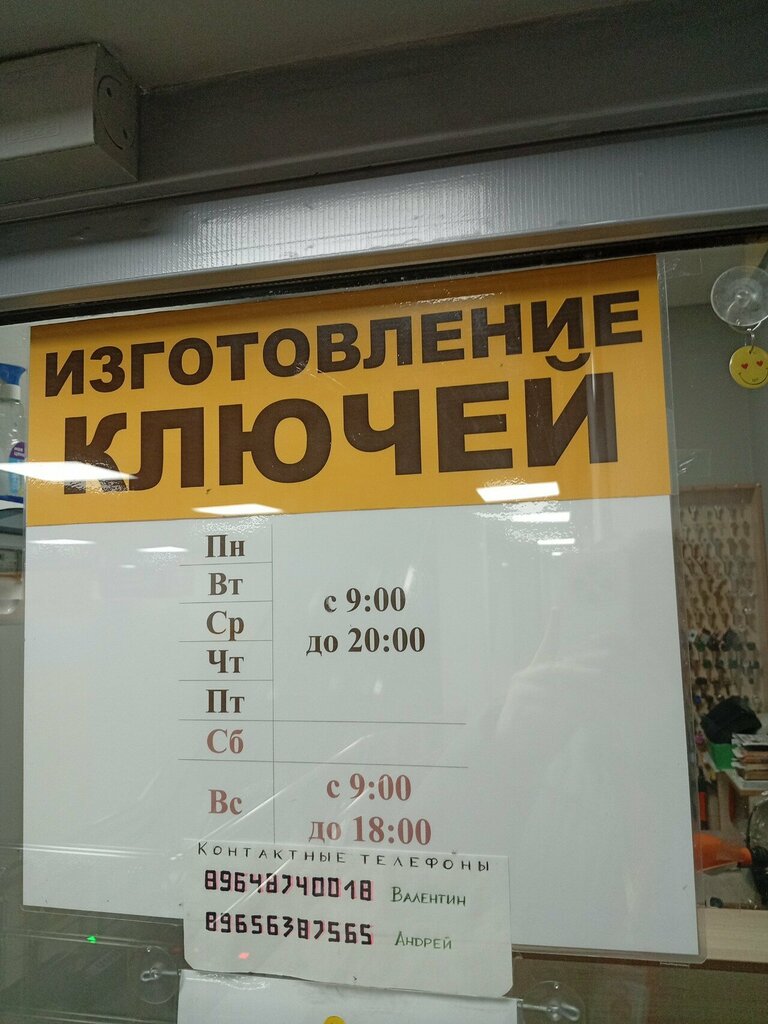 ИЗГОТОВЛЕНИЕ
КЛЮЧЕЙ
Пн
Вт
Ср
Чт
Пт
с 9:00
до 20:00
Сб
Вс
с 9:00
до 18:00
КОНТАКТНЫЕ ТЕЛЕФОНЫ
89648740018 ВАЛЕНТИН
89656387565 АНДРЕЙ